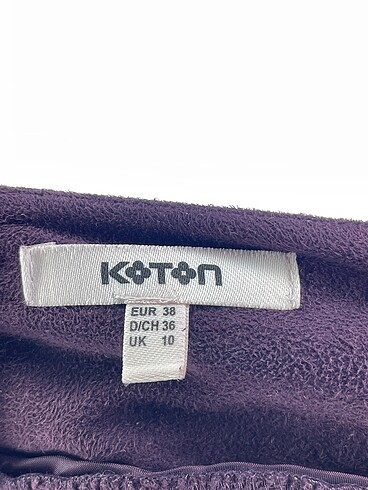 KOTON
EUR 38
D/CH 36
UK 10